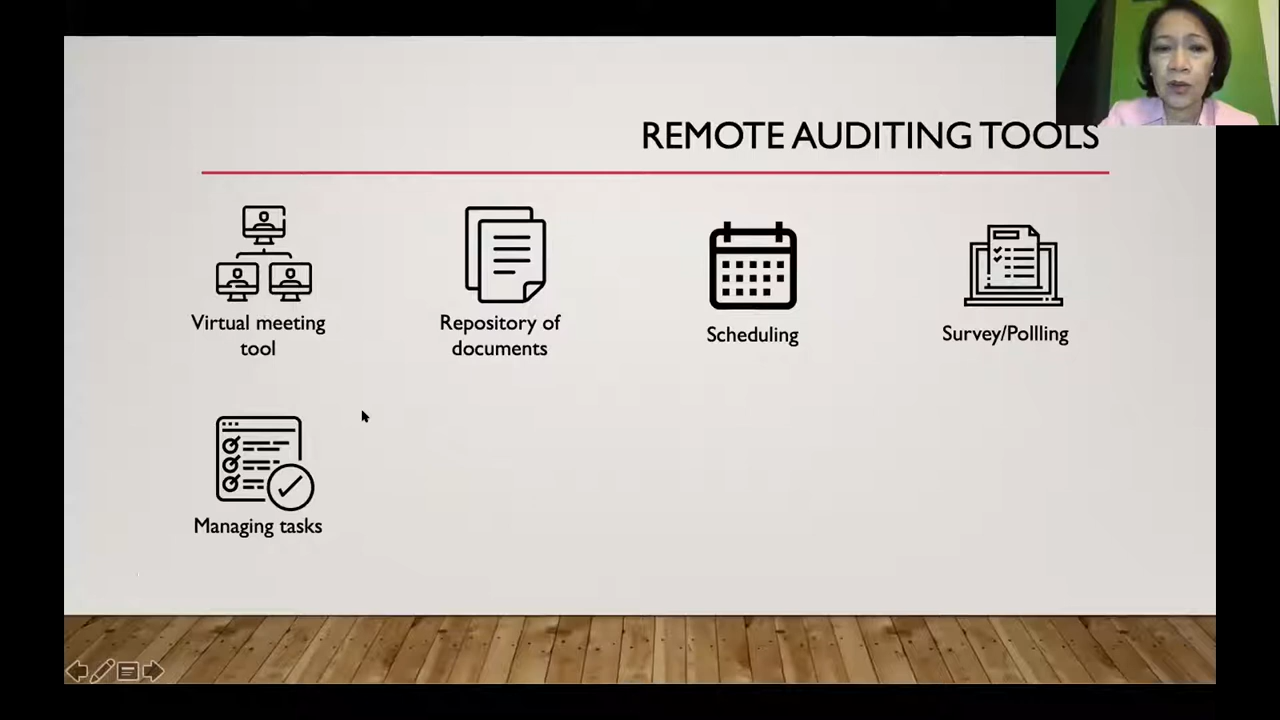 REMOTE AUDITING TOOLS
Virtual meeting
tool
Repository of
documents
Scheduling
Survey/Pollling
Managing tasks